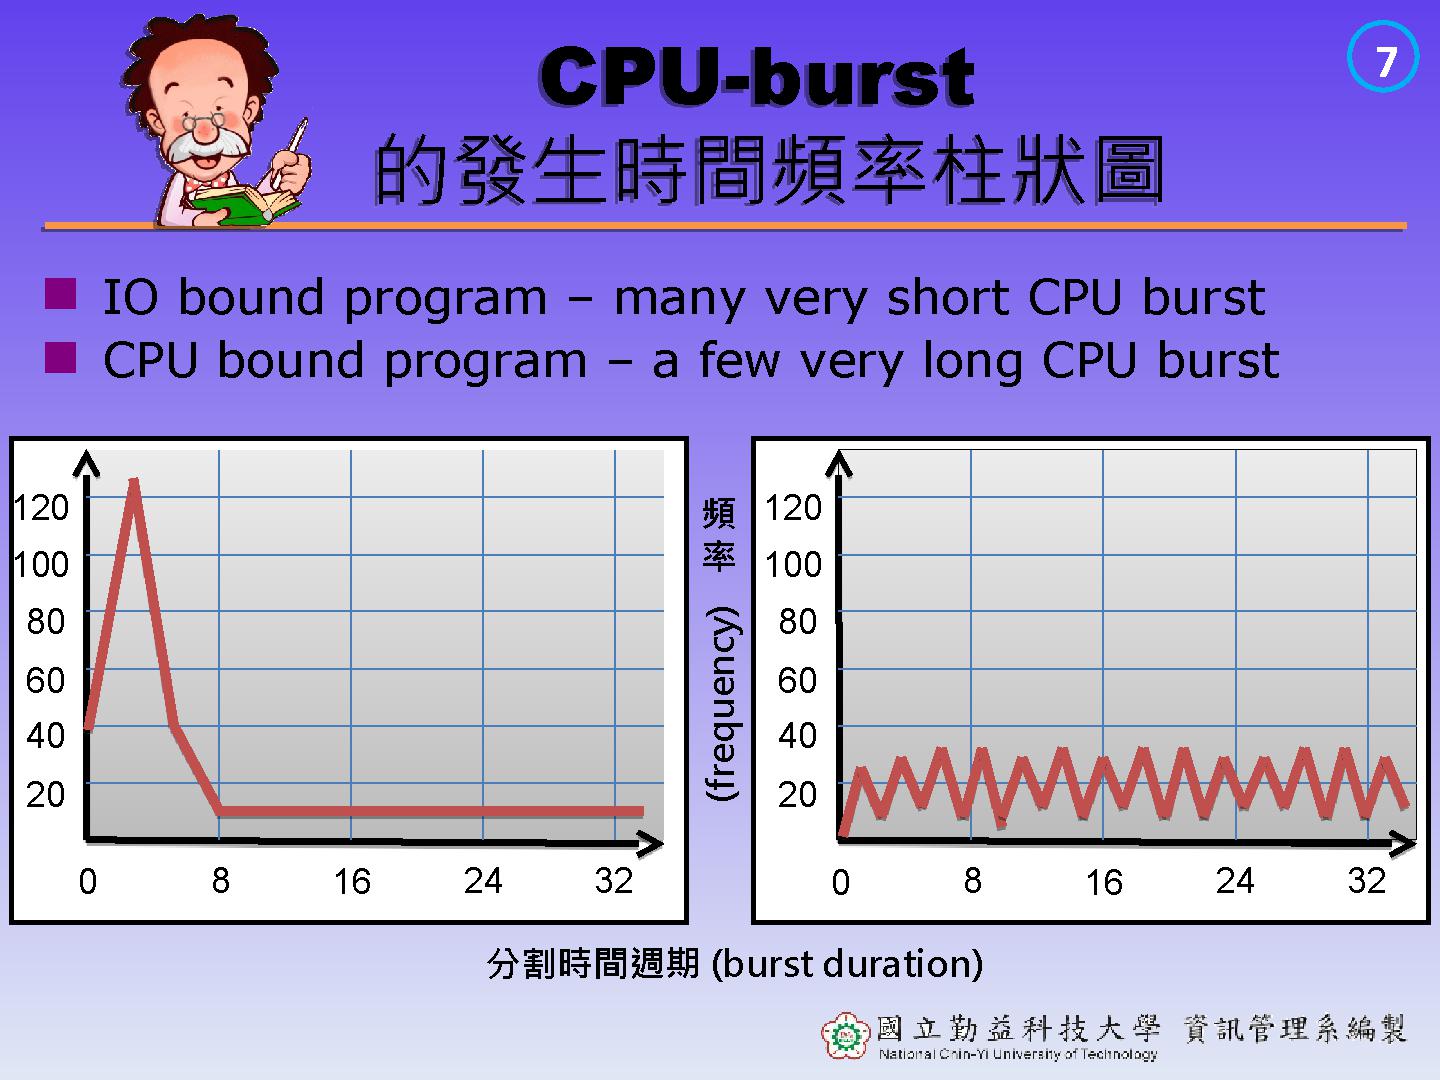 7
CPU-burst
的發生時間頻率柱狀圖
IO bound program – many very short CPU burst
CPU bound program – a few very long CPU burst
120
100
80
60
40
20
0 8 16 24 32
頻率 (frequency)
120
100
80
60
40
20
0 8 16 24 32
分割時間週期 (burst duration)
國立勤益科技大學 資訊管理系編製
National Chin-Yi University of Technology